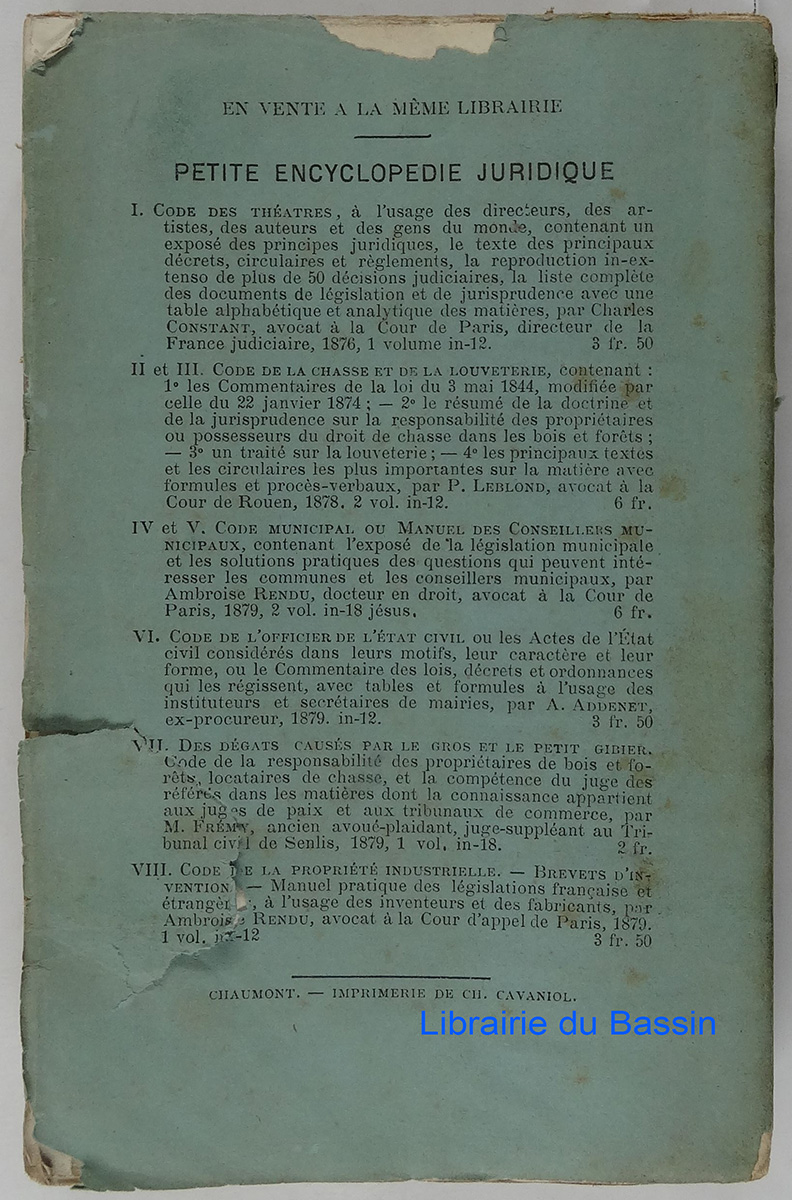 EN VENTE A LA MÊME LIBRAIRIE
PETITE ENCYCLOPEDIE JURIDIQUE
I. CODE DES THÉATRES, à l'usage des directeurs, des ar-
tistes, des auteurs et des gens du monde, contenant un
exposé des principes juridiques, le texte des principaux
décrets, circulaires et règlements, la reproduction in-ex-
tenso de plus de 50 décisions judiciaires, la liste complète
des documents de législation et de jurisprudence avec une
table alphabétique et analytique des matières, par Charles
CONSTANT, avocat à la Cour de Paris, directeur de la
France judiciaire, 1876, 1 volume in-12. 3 fr. 50
II et III. CODE DE LA CHASSE ET DE LA LOUVETERIE, contenant :
1° les Commentaires de la loi du 3 mai 1844, modifiée par
celle du 22 janvier 1874 ; — 2° le résumé de la doctrine et
de la jurisprudence sur la responsabilité des propriétaires
ou possesseurs du droit de chasse dans les bois et forêts ;
— 3° un traité sur la louveterie ; — 4° les principaux textes
et les circulaires les plus importantes sur la matière avec
formules et procès-verbaux, par P. LEBLOND, avocat à la
Cour de Rouen, 1878. 2 vol. in-12. 6 fr.
IV et V. CODE MUNICIPAL OU MANUEL DES CONSEILLERS MU-
NICIPAUX, contenant l'exposé de la législation municipale
et les solutions pratiques des questions qui peuvent inté-
resser les communes et les conseillers municipaux, par
Ambroise RENDU, docteur en droit, avocat à la Cour de
Paris, 1879, 2 vol. in-18 jésus. 6 fr.
VI. CODE DE L'OFFICIER DE L'ÉTAT CIVIL ou les Actes de l'État
civil considérés dans leurs motifs, leur caractère et leur
forme, ou le Commentaire des lois, décrets et ordonnances
qui les régissent, avec tables et formules à l'usage des
instituteurs et secrétaires de mairies, par A. ADDENET,
ex-procureur, 1879. in-12. 3 fr. 50
VII. DES DÉGATS CAUSÉS PAR LE GROS ET LE PETIT GIBIER.
Code de la responsabilité des propriétaires de bois et fo-
rêts, locataires de chasse, et la compétence du juge des
référés dans les matières dont la connaissance appartient
aux juges de paix et aux tribunaux de commerce, par
M. FRÉMY, ancien avoué-plaidant, juge-suppléant au Tri-
bunal civil de Senlis, 1879, 1 vol. in-18. 2 fr.
VIII. CODE DE LA PROPRIÉTÉ INDUSTRIELLE. — BREVETS D'IN-
VENTION. — Manuel pratique des législations française et
étrangère, à l'usage des inventeurs et des fabricants, par
Ambroise RENDU, avocat à la Cour d'appel de Paris, 1879.
1 vol. in-12 3 fr. 50
CHAUMONT. — IMPRIMERIE DE CH. CAVANIOL.
Librairie du Bassin